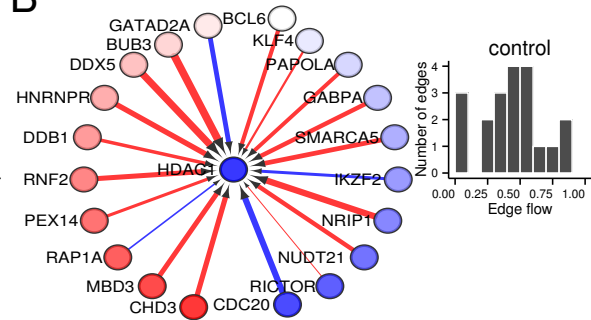 B
GATAD2A
BCL6
BUB3
KLF4
DDX5
PAPOLA
HNRNPR
GABPA
DDB1
SMARCA5
HDAC1
RNF2
IKZF2
PEX14
NRIP1
RAP1A
NUDT21
MBD3
RICTOR
CHD3
CDC20
control
Number of edges
4
3
2
1
0
0.00 0.25 0.50 0.75 1.00
Edge flow